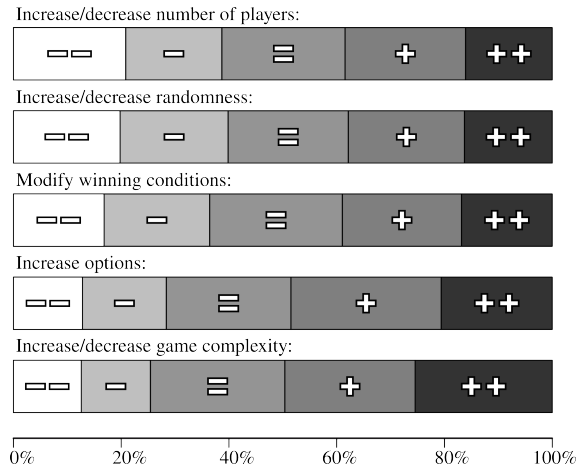 Increase/decrease number of players:
−− − = + ++
Increase/decrease randomness:
−− − = + ++
Modify winning conditions:
−− − = + ++
Increase options:
−− − = + ++
Increase/decrease game complexity:
−− − = + ++
0% 20% 40% 60% 80% 100%